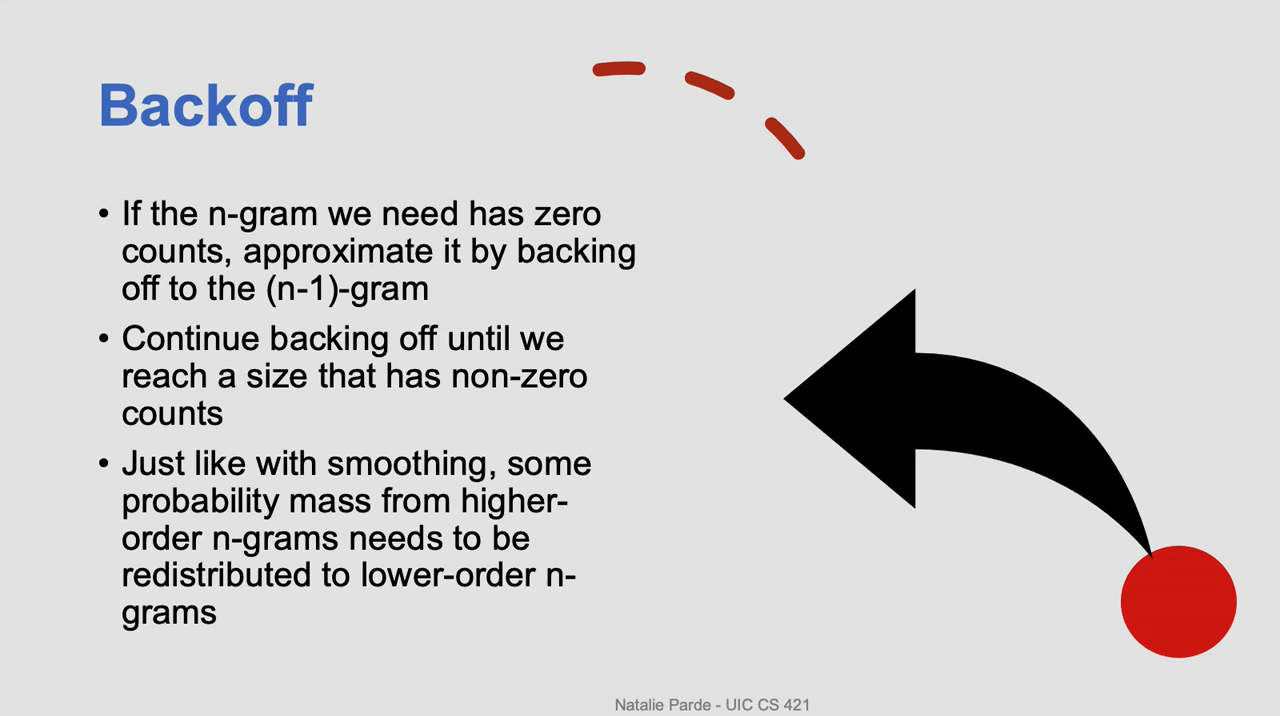 Backoff
• If the n-gram we need has zero
counts, approximate it by backing
off to the (n-1)-gram
• Continue backing off until we
reach a size that has non-zero
counts
• Just like with smoothing, some
probability mass from higher-
order n-grams needs to be
redistributed to lower-order n-
grams
Natalie Parde - UIC CS 421